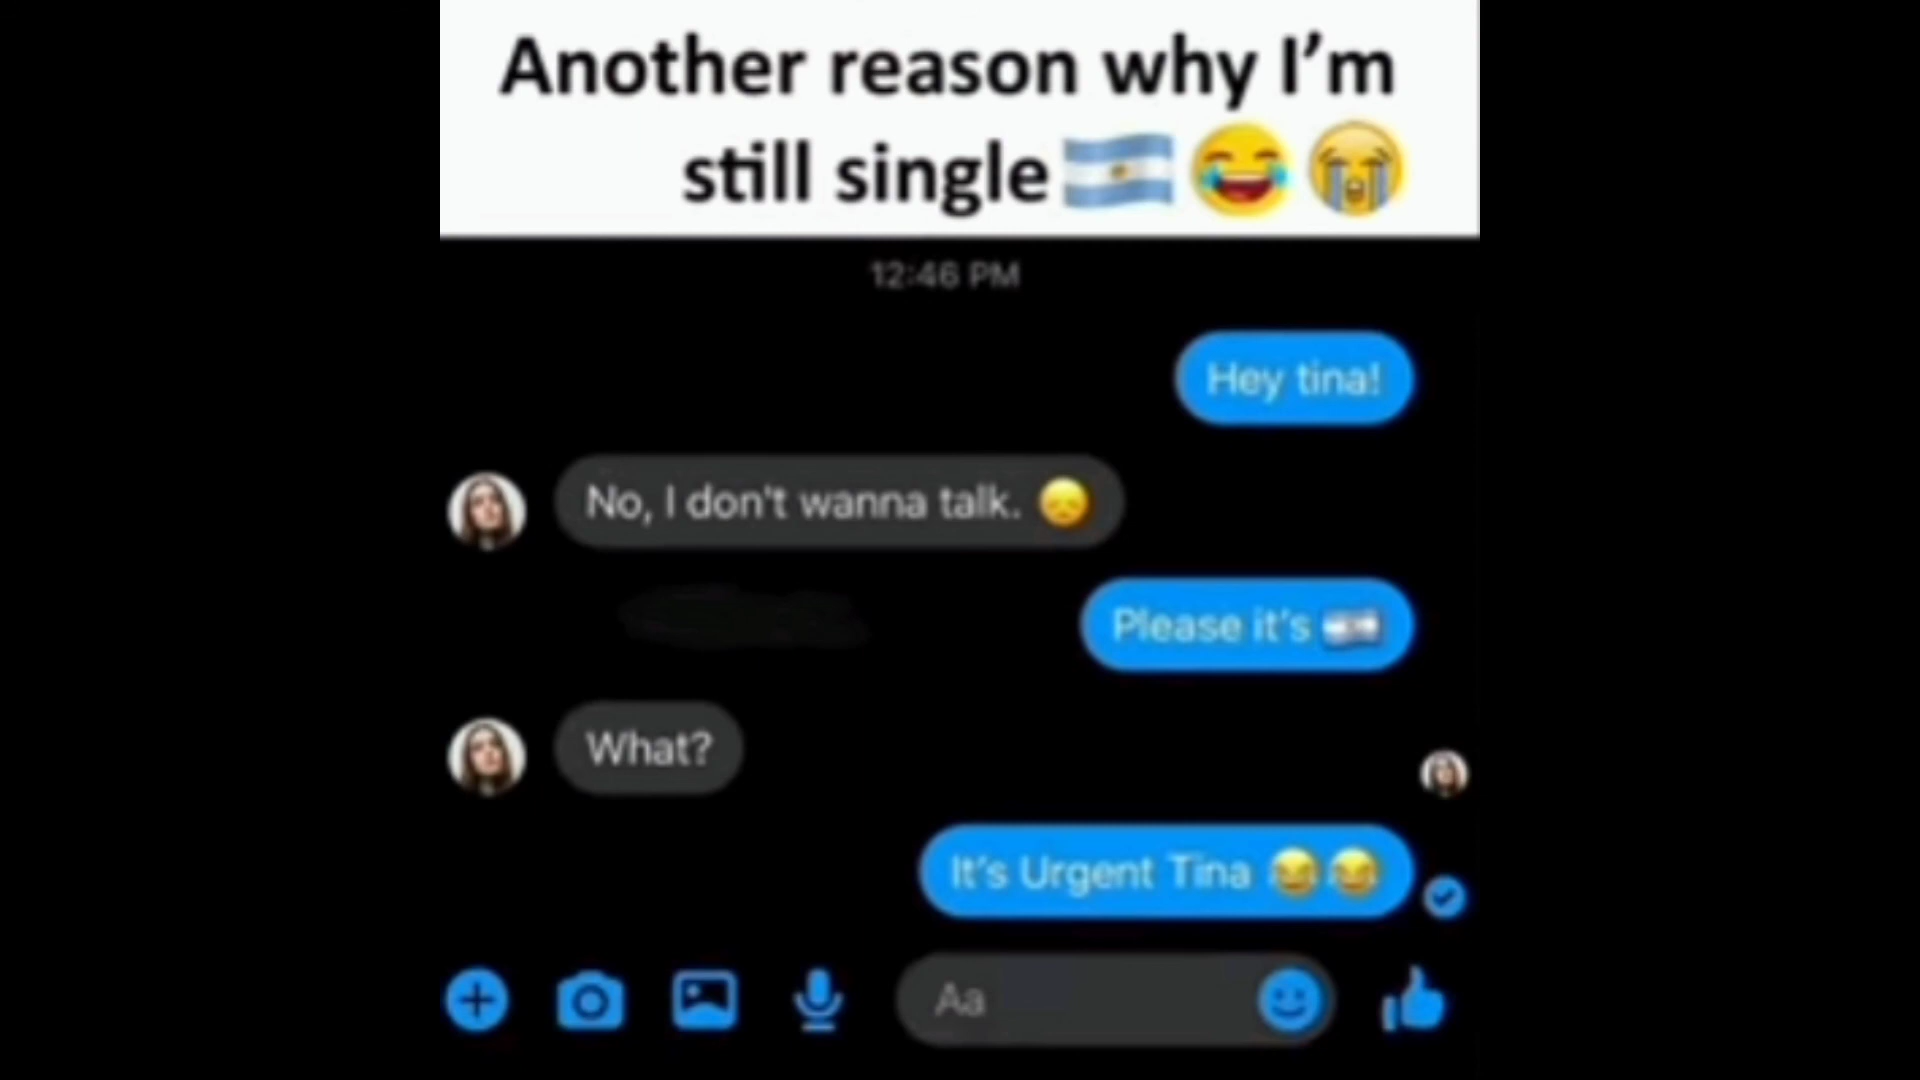 Another reason why I’m
still single 🇦🇷😂😭
12:46 PM
Hey tina!
No, I don't wanna talk. 😞
Please it's 🇦🇷
What?
It's Urgent Tina 😂😂
Aa